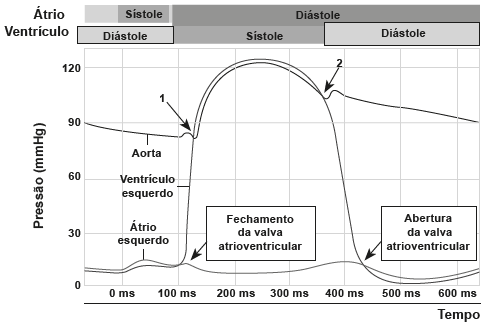 Átrio
Sístole
Diástole
Ventrículo
Diástole
Sístole
Diástole
Pressão (mmHg)
120
90
60
30
0
1
2
Aorta
Ventrículo
esquerdo
Átrio
esquerdo
Fechamento
da valva
atrioventricular
Abertura
da valva
atrioventricular
0 ms
100 ms
200 ms
300 ms
400 ms
500 ms
600 ms
Tempo